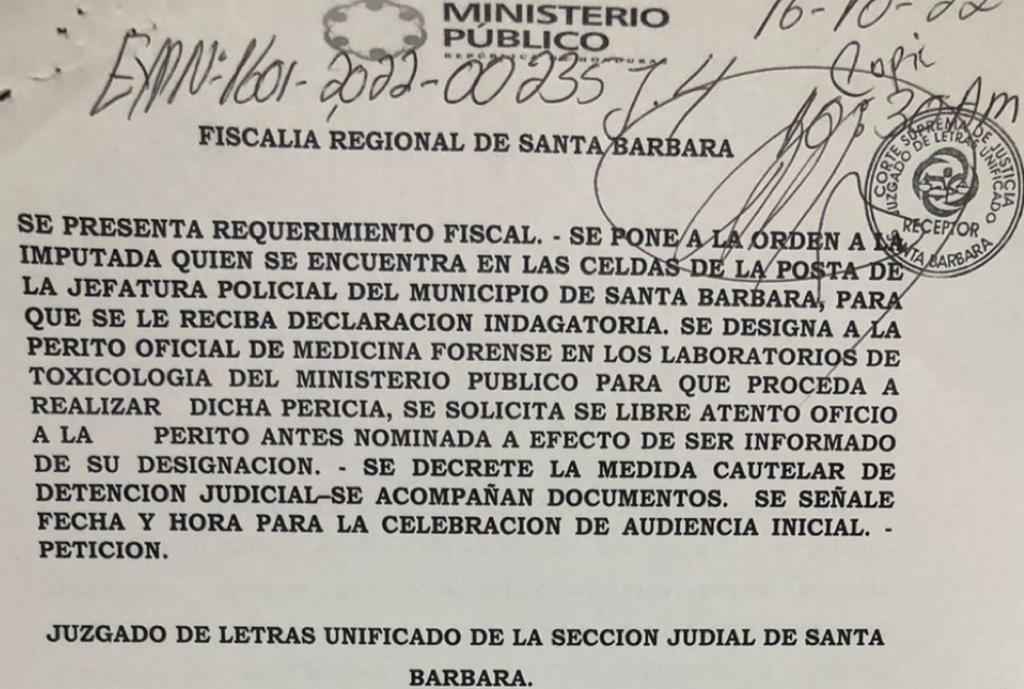 MINISTERIO
PÚBLICO
REPÚBLICA DE HONDURAS
16-10-22
EXPN:1601-2022-00235 J.4
Copic
10:30 Am
FISCALIA REGIONAL DE SANTA BARBARA
CORTE SUPREMA DE JUSTICIA
JUZGADO DE LETRAS UNIFICADO
RECEPTOR
SANTA BARBARA
SE PRESENTA REQUERIMIENTO FISCAL. - SE PONE A LA ORDEN A LA
IMPUTADA QUIEN SE ENCUENTRA EN LAS CELDAS DE LA POSTA DE
LA JEFATURA POLICIAL DEL MUNICIPIO DE SANTA BARBARA, PARA
QUE SE LE RECIBA DECLARACION INDAGATORIA. SE DESIGNA A LA
PERITO OFICIAL DE MEDICINA FORENSE EN LOS LABORATORIOS DE
TOXICOLOGIA DEL MINISTERIO PUBLICO PARA QUE PROCEDA A
REALIZAR DICHA PERICIA, SE SOLICITA SE LIBRE ATENTO OFICIO
A LA PERITO ANTES NOMINADA A EFECTO DE SER INFORMADO
DE SU DESIGNACION. - SE DECRETE LA MEDIDA CAUTELAR DE
DETENCION JUDICIAL–SE ACOMPAÑAN DOCUMENTOS. SE SEÑALE
FECHA Y HORA PARA LA CELEBRACION DE AUDIENCIA INICIAL. -
PETICION.
JUZGADO DE LETRAS UNIFICADO DE LA SECCION JUDIAL DE SANTA
BARBARA.